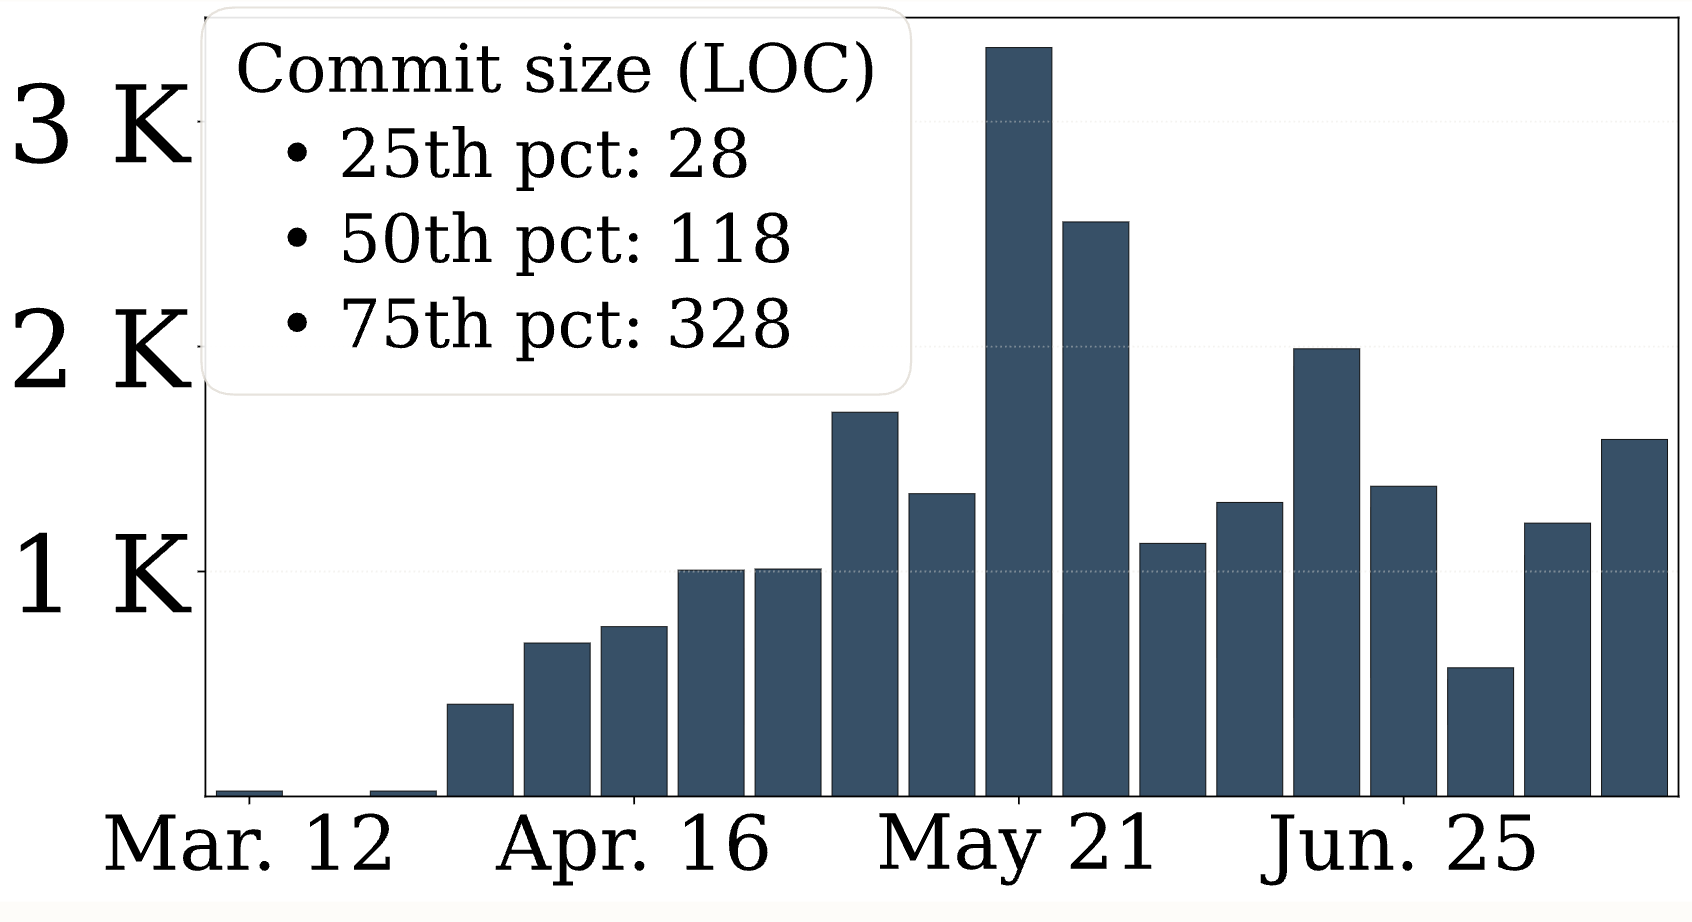 Commit size (LOC)
• 25th pct: 28
• 50th pct: 118
• 75th pct: 328
3 K
2 K
1 K
Mar. 12 Apr. 16 May 21 Jun. 25